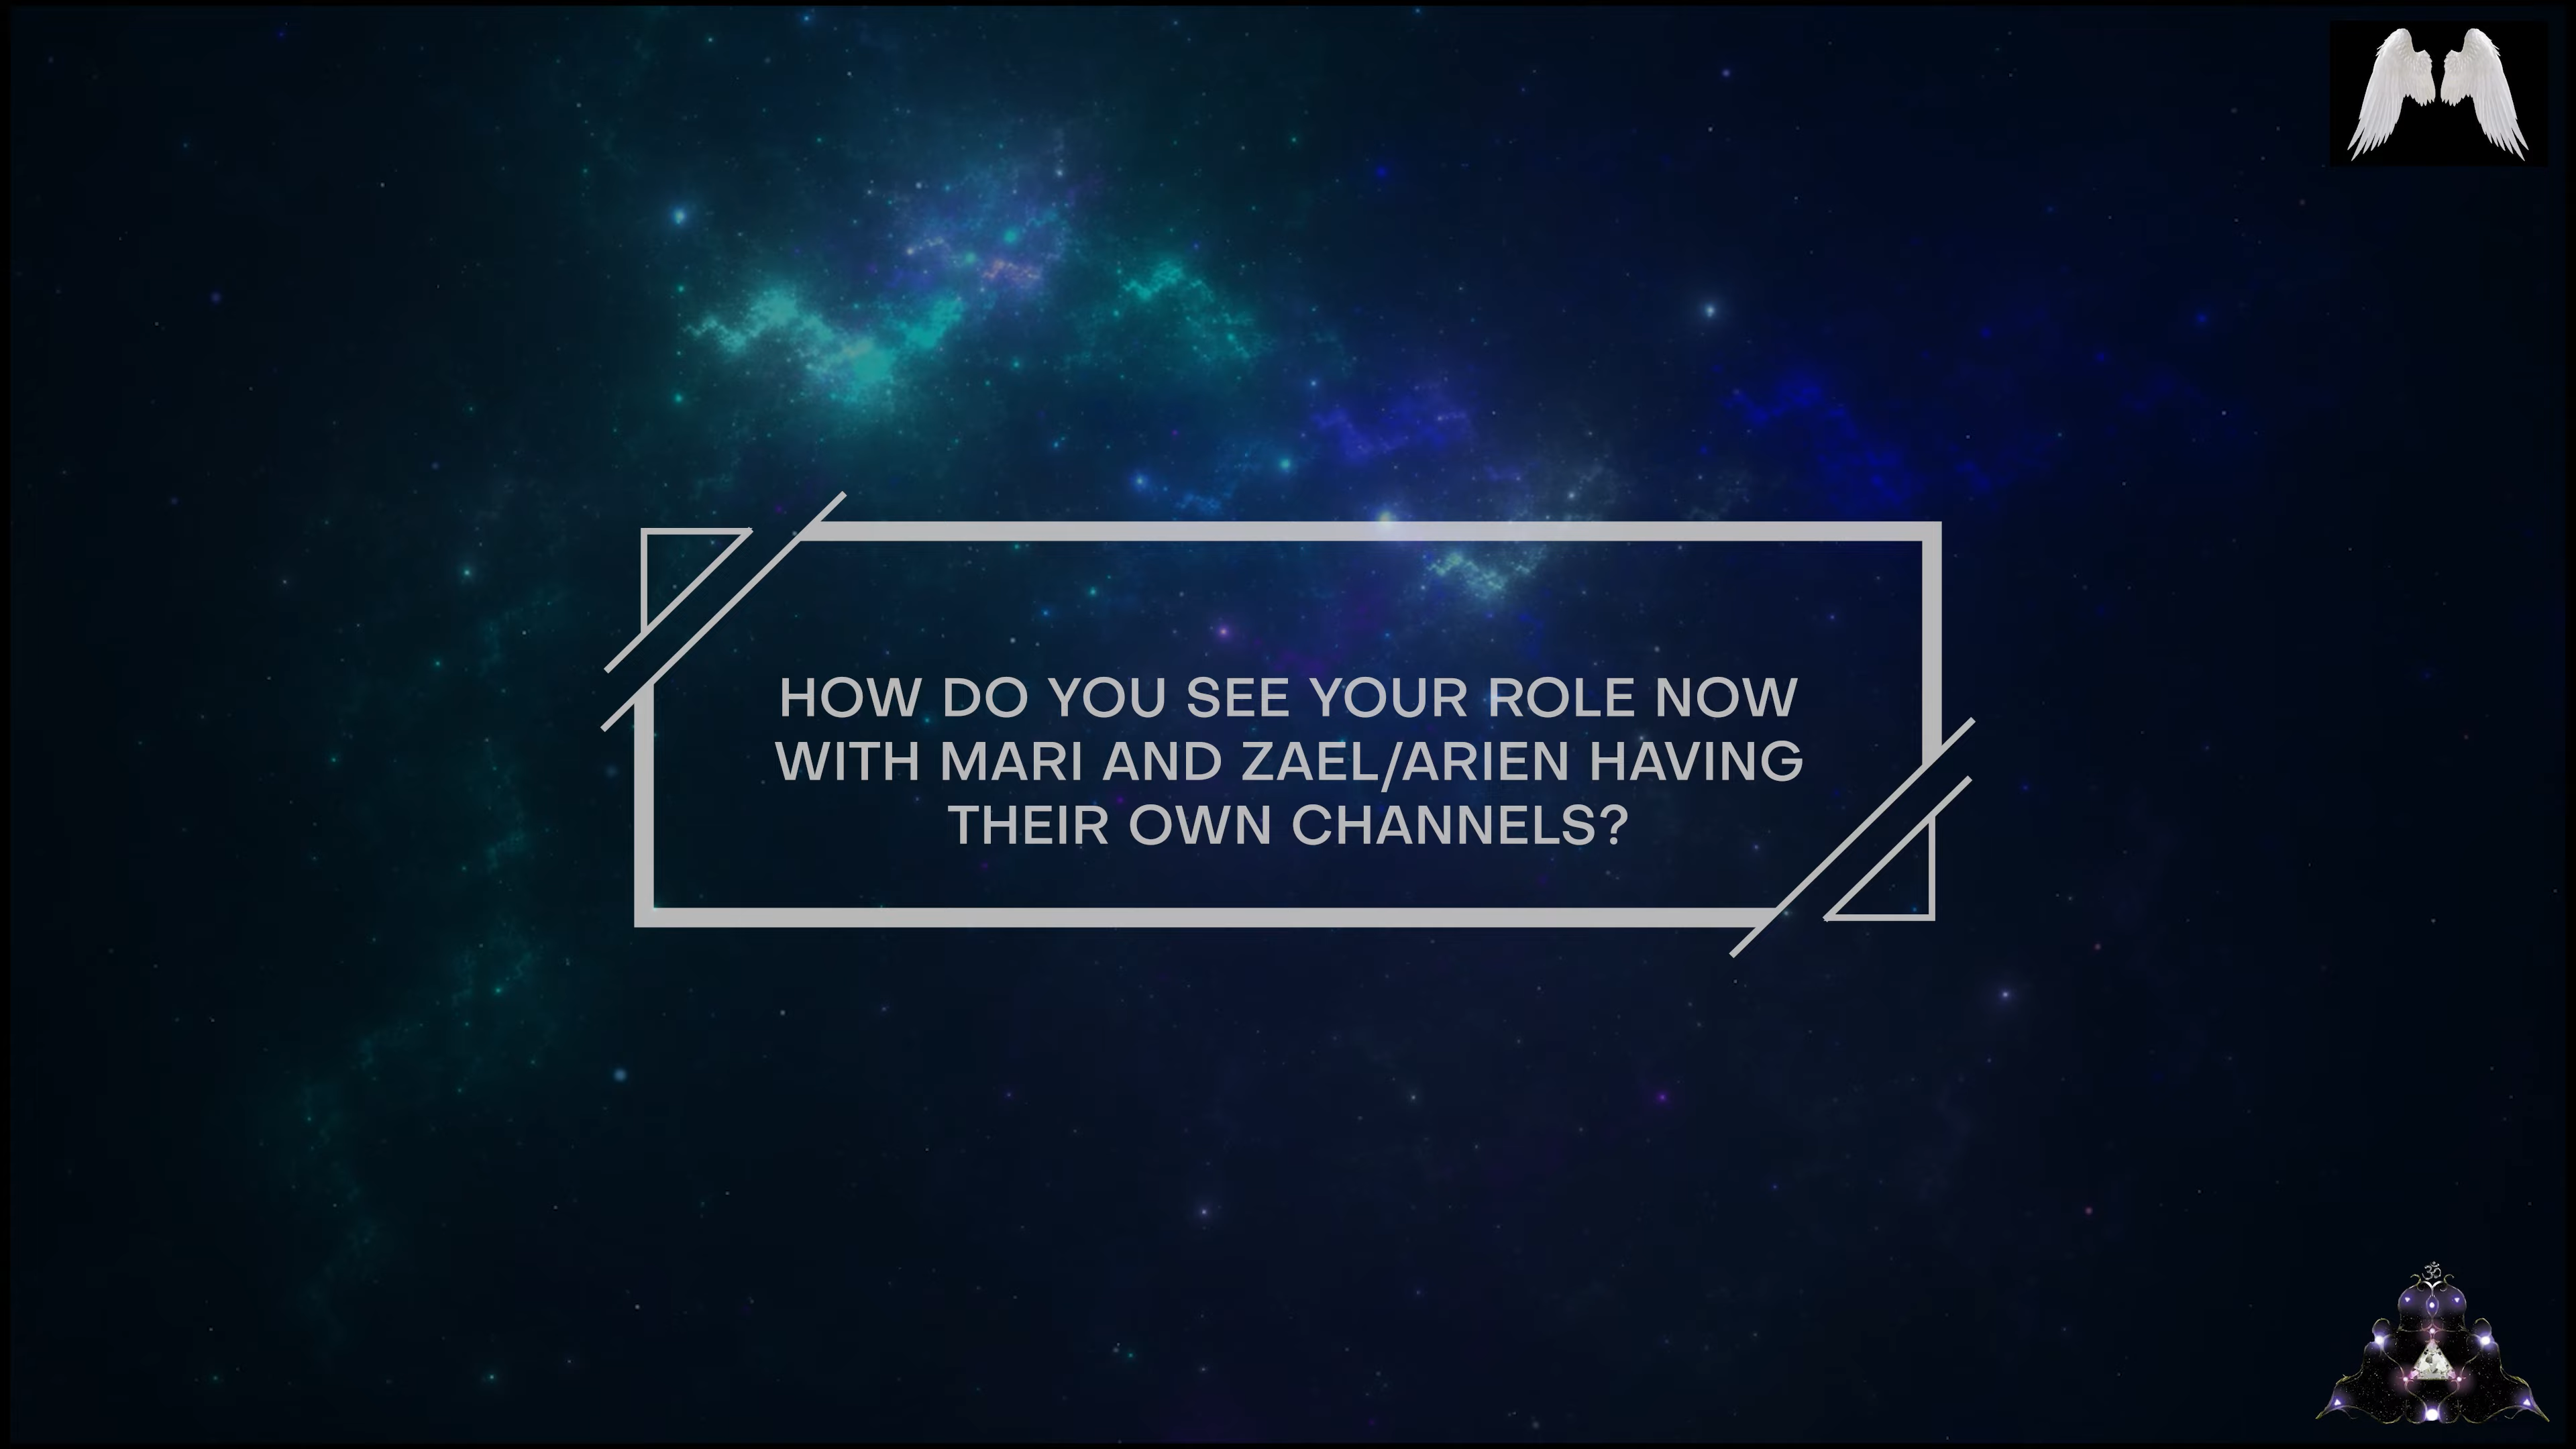 HOW DO YOU SEE YOUR ROLE NOW
WITH MARI AND ZAEL/ARIEN HAVING
THEIR OWN CHANNELS?
ॐ